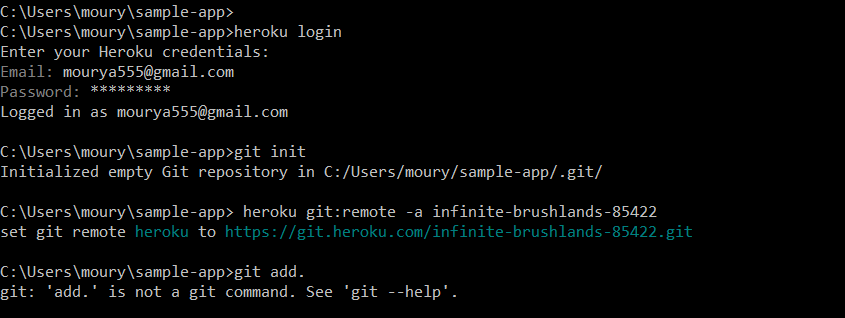 C:\Users\moury\sample-app>
C:\Users\moury\sample-app>heroku login
Enter your Heroku credentials:
Email: mourya555@gmail.com
Password: *********
Logged in as mourya555@gmail.com
C:\Users\moury\sample-app>git init
Initialized empty Git repository in C:/Users/moury/sample-app/.git/
C:\Users\moury\sample-app> heroku git:remote -a infinite-brushlands-85422
set git remote heroku to https://git.heroku.com/infinite-brushlands-85422.git
C:\Users\moury\sample-app>git add.
git: 'add.' is not a git command. See 'git --help'.